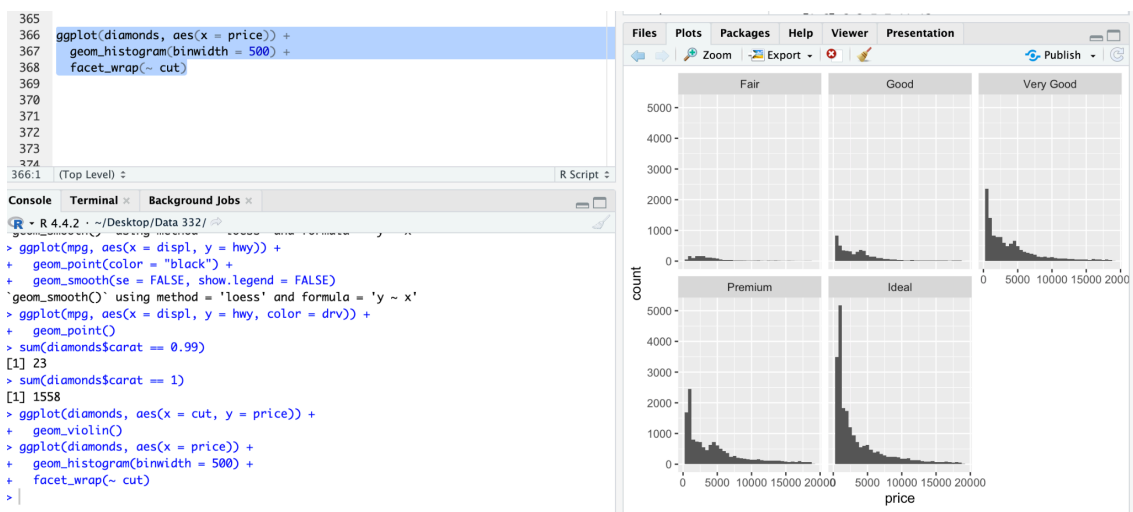 365
366 ggplot(diamonds, aes(x = price)) +
367   geom_histogram(binwidth = 500) +
368   facet_wrap(~ cut)
369
370
371
372
373
374
366:1 (Top Level) R Script
Console Terminal Background Jobs
R 4.4.2 · ~/Desktop/Data 332/
> ggplot(mpg, aes(x = displ, y = hwy)) +
+   geom_point(color = "black") +
+   geom_smooth(se = FALSE, show.legend = FALSE)
`geom_smooth()` using method = 'loess' and formula = 'y ~ x'
> ggplot(mpg, aes(x = displ, y = hwy, color = drv)) +
+   geom_point()
> sum(diamonds$carat == 0.99)
[1] 23
> sum(diamonds$carat == 1)
[1] 1558
> ggplot(diamonds, aes(x = cut, y = price)) +
+   geom_violin()
> ggplot(diamonds, aes(x = price)) +
+   geom_histogram(binwidth = 500) +
+   facet_wrap(~ cut)
>
Files Plots Packages Help Viewer Presentation
Zoom Export Publish
Fair Good Very Good
5000
4000
3000
2000
1000
0
0 5000 10000 15000 20000
count
Premium Ideal
5000
4000
3000
2000
1000
0
0 5000 10000 15000 20000 0 5000 10000 15000 20000
price